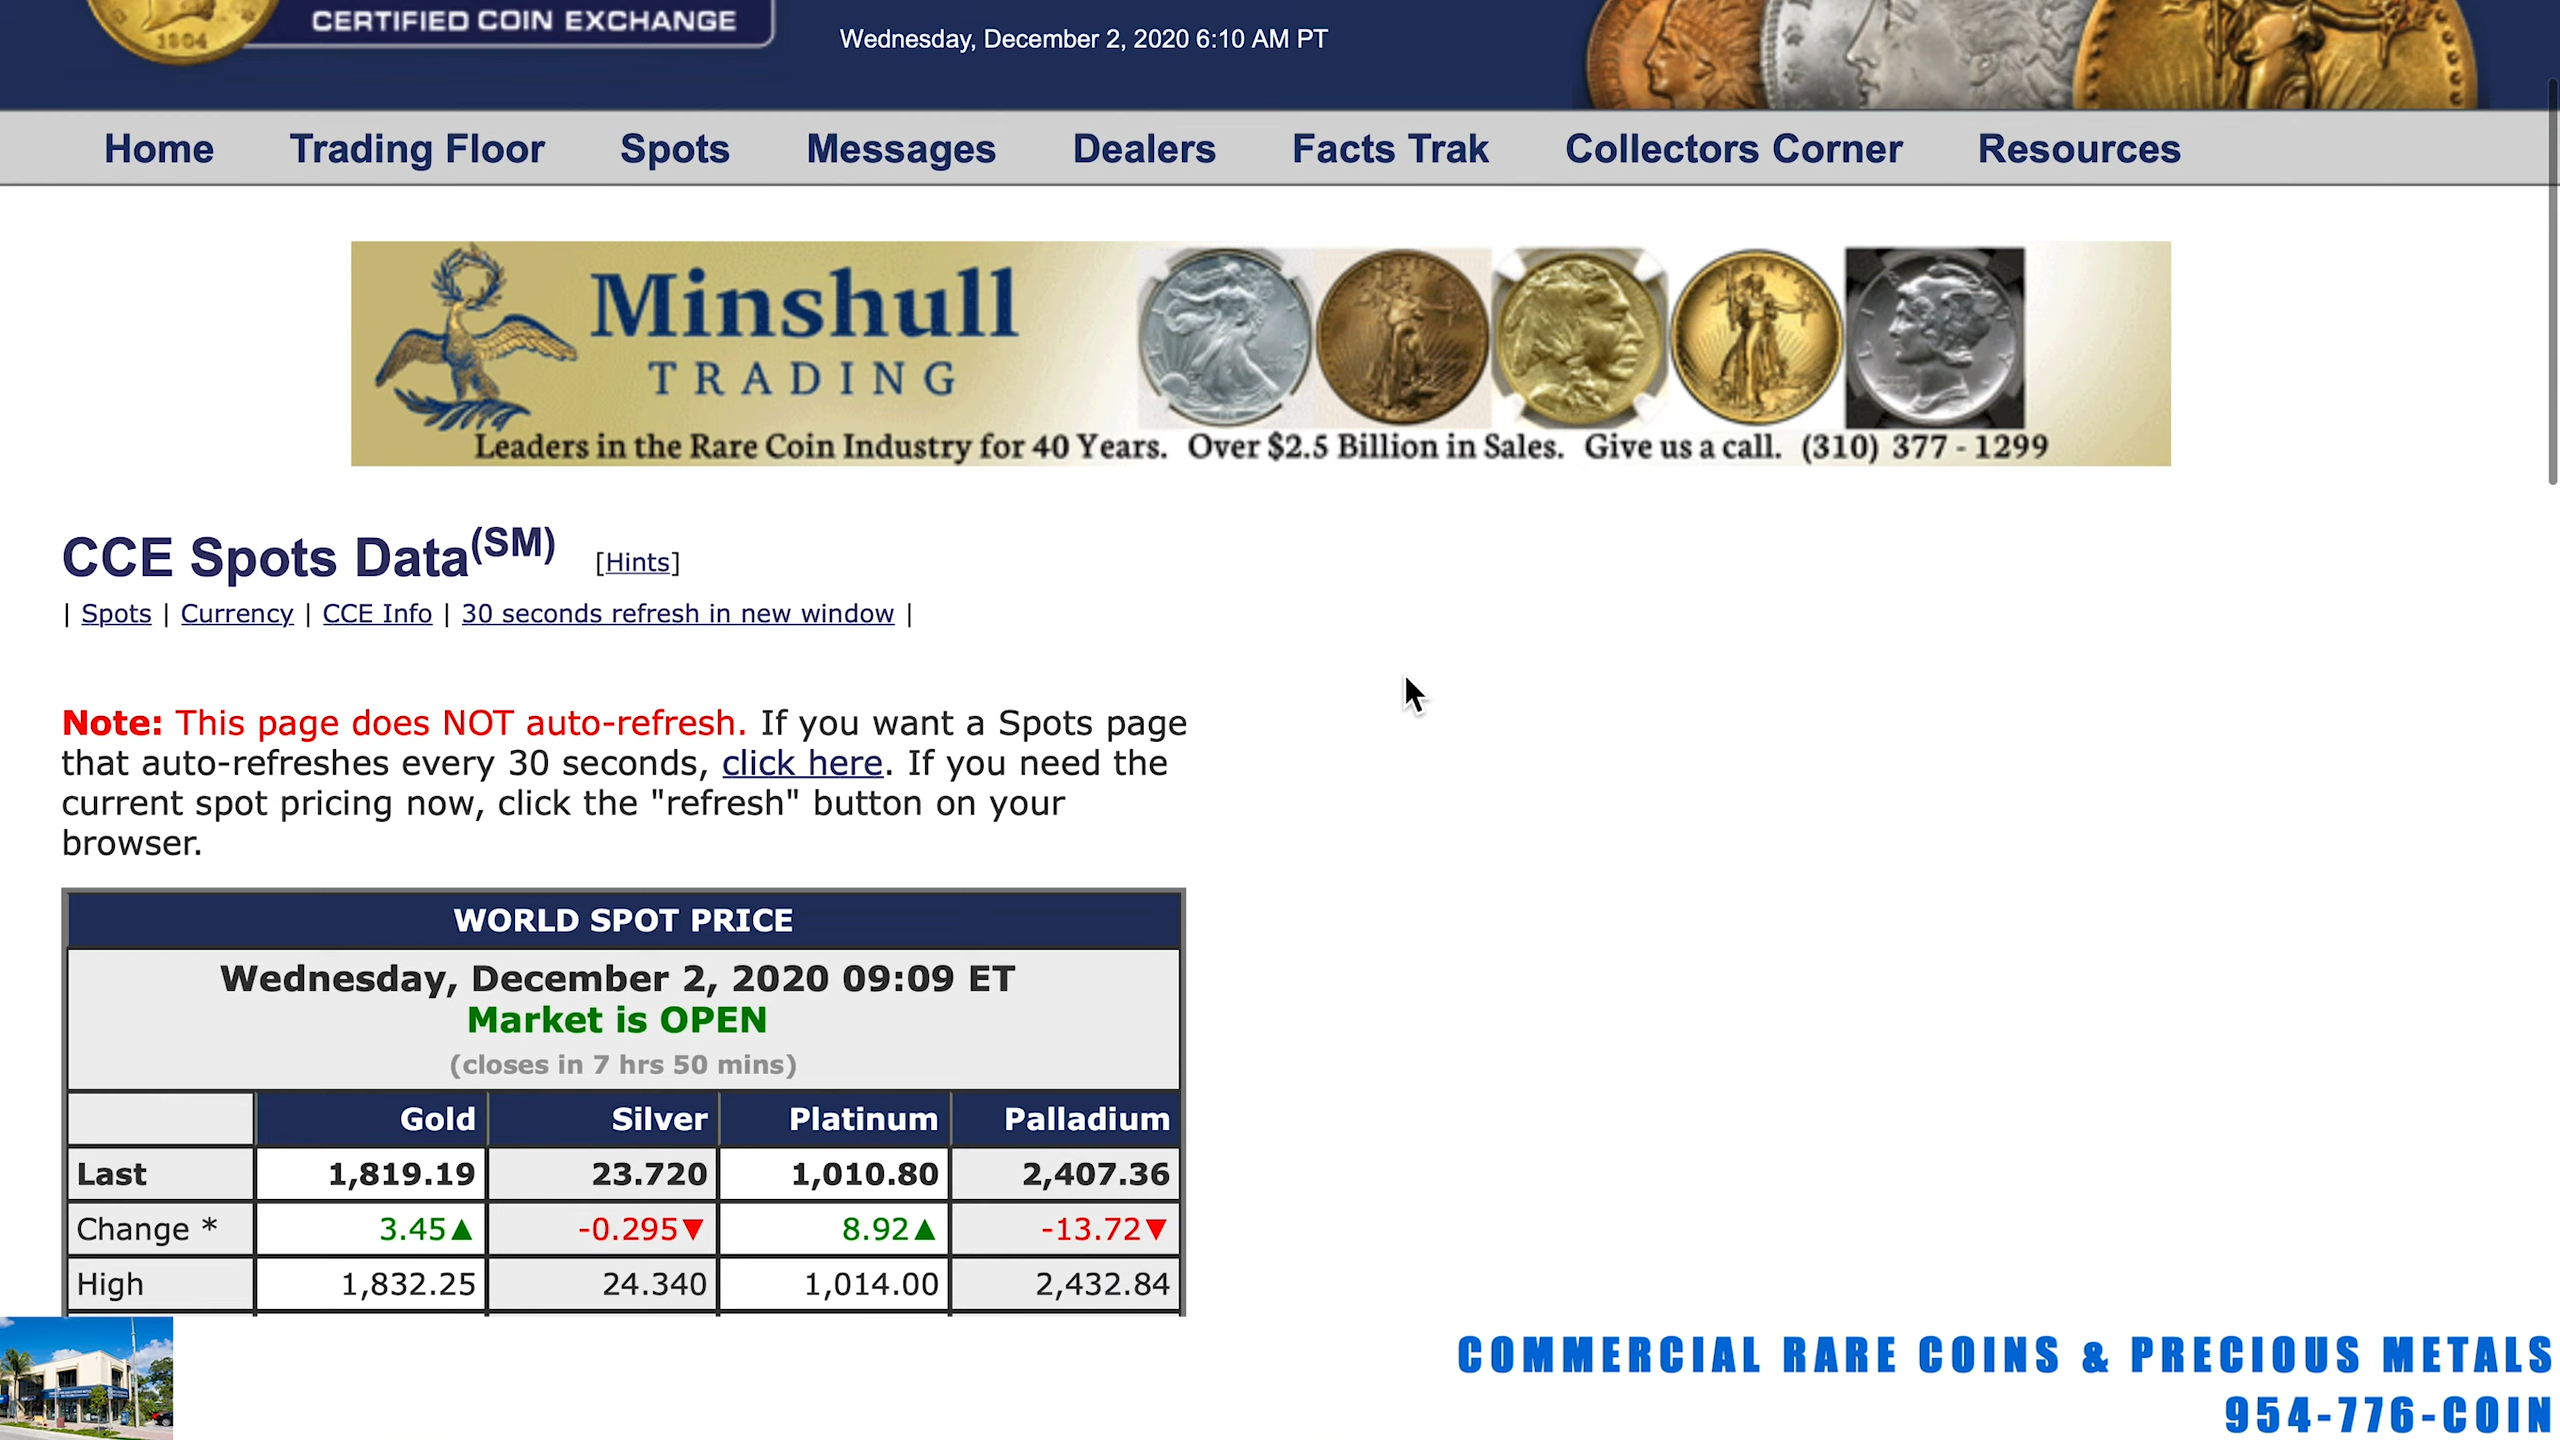 1804
CERTIFIED COIN EXCHANGE
Wednesday, December 2, 2020 6:10 AM PT
Home Trading Floor Spots Messages Dealers Facts Trak Collectors Corner Resources
Minshull
TRADING
Leaders in the Rare Coin Industry for 40 Years. Over $2.5 Billion in Sales. Give us a call. (310) 377 - 1299
CCE Spots Data(SM) [Hints]
| Spots | Currency | CCE Info | 30 seconds refresh in new window |
Note: This page does NOT auto-refresh. If you want a Spots page
that auto-refreshes every 30 seconds, click here. If you need the
current spot pricing now, click the "refresh" button on your
browser.
WORLD SPOT PRICE
Wednesday, December 2, 2020 09:09 ET
Market is OPEN
(closes in 7 hrs 50 mins)
Gold Silver Platinum Palladium
Last 1,819.19 23.720 1,010.80 2,407.36
Change * 3.45▲ -0.295▼ 8.92▲ -13.72▼
High 1,832.25 24.340 1,014.00 2,432.84
COMMERCIAL RARE COINS & PRECIOUS METALS
954-776-COIN